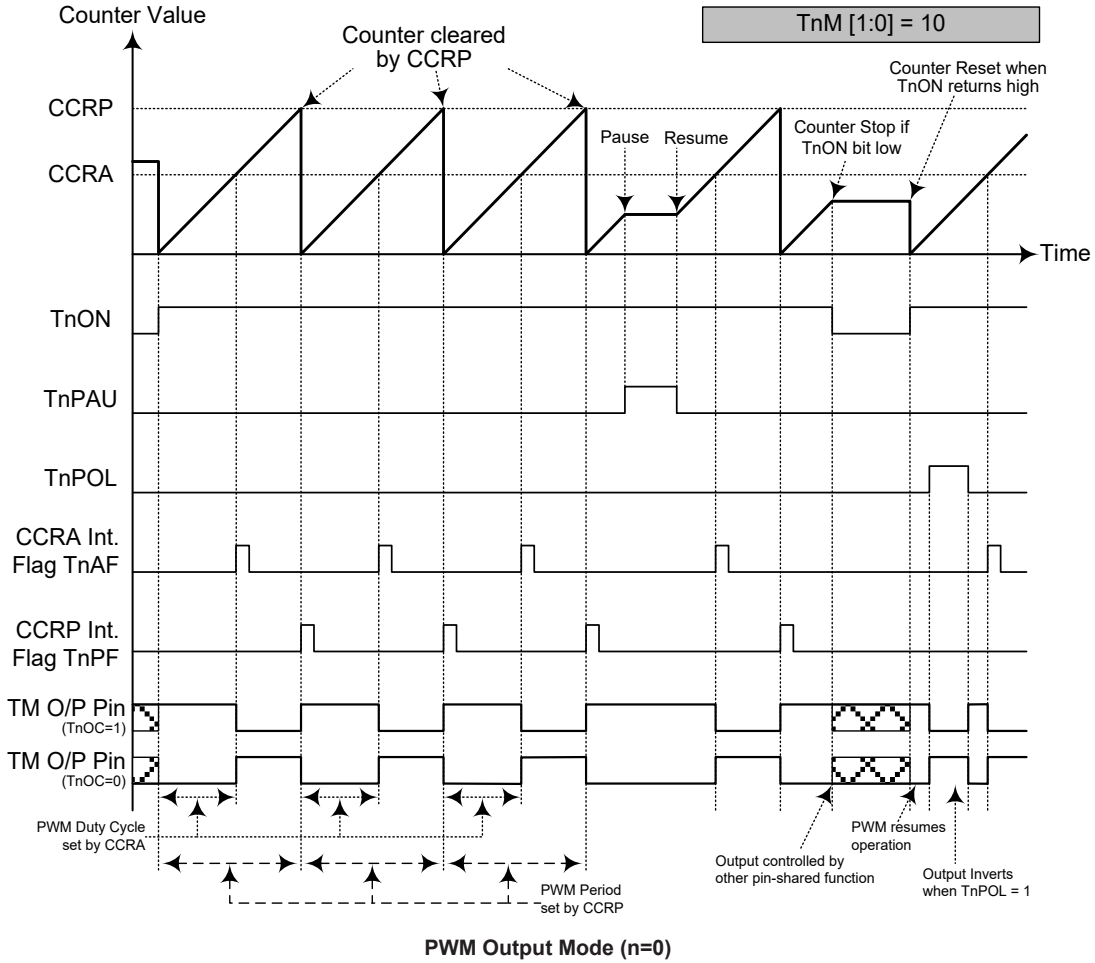 Counter Value
TnM [1:0] = 10
Counter cleared
by CCRP
Counter Reset when
TnON returns high
CCRP
Counter Stop if
TnON bit low
Pause
Resume
CCRA
Time
TnON
TnPAU
TnPOL
CCRA Int.
Flag TnAF
CCRP Int.
Flag TnPF
TM O/P Pin
(TnOC=1)
TM O/P Pin
(TnOC=0)
PWM Duty Cycle
set by CCRA
PWM resumes
operation
Output controlled by
other pin-shared function
Output Inverts
when TnPOL = 1
PWM Period
set by CCRP
PWM Output Mode (n=0)